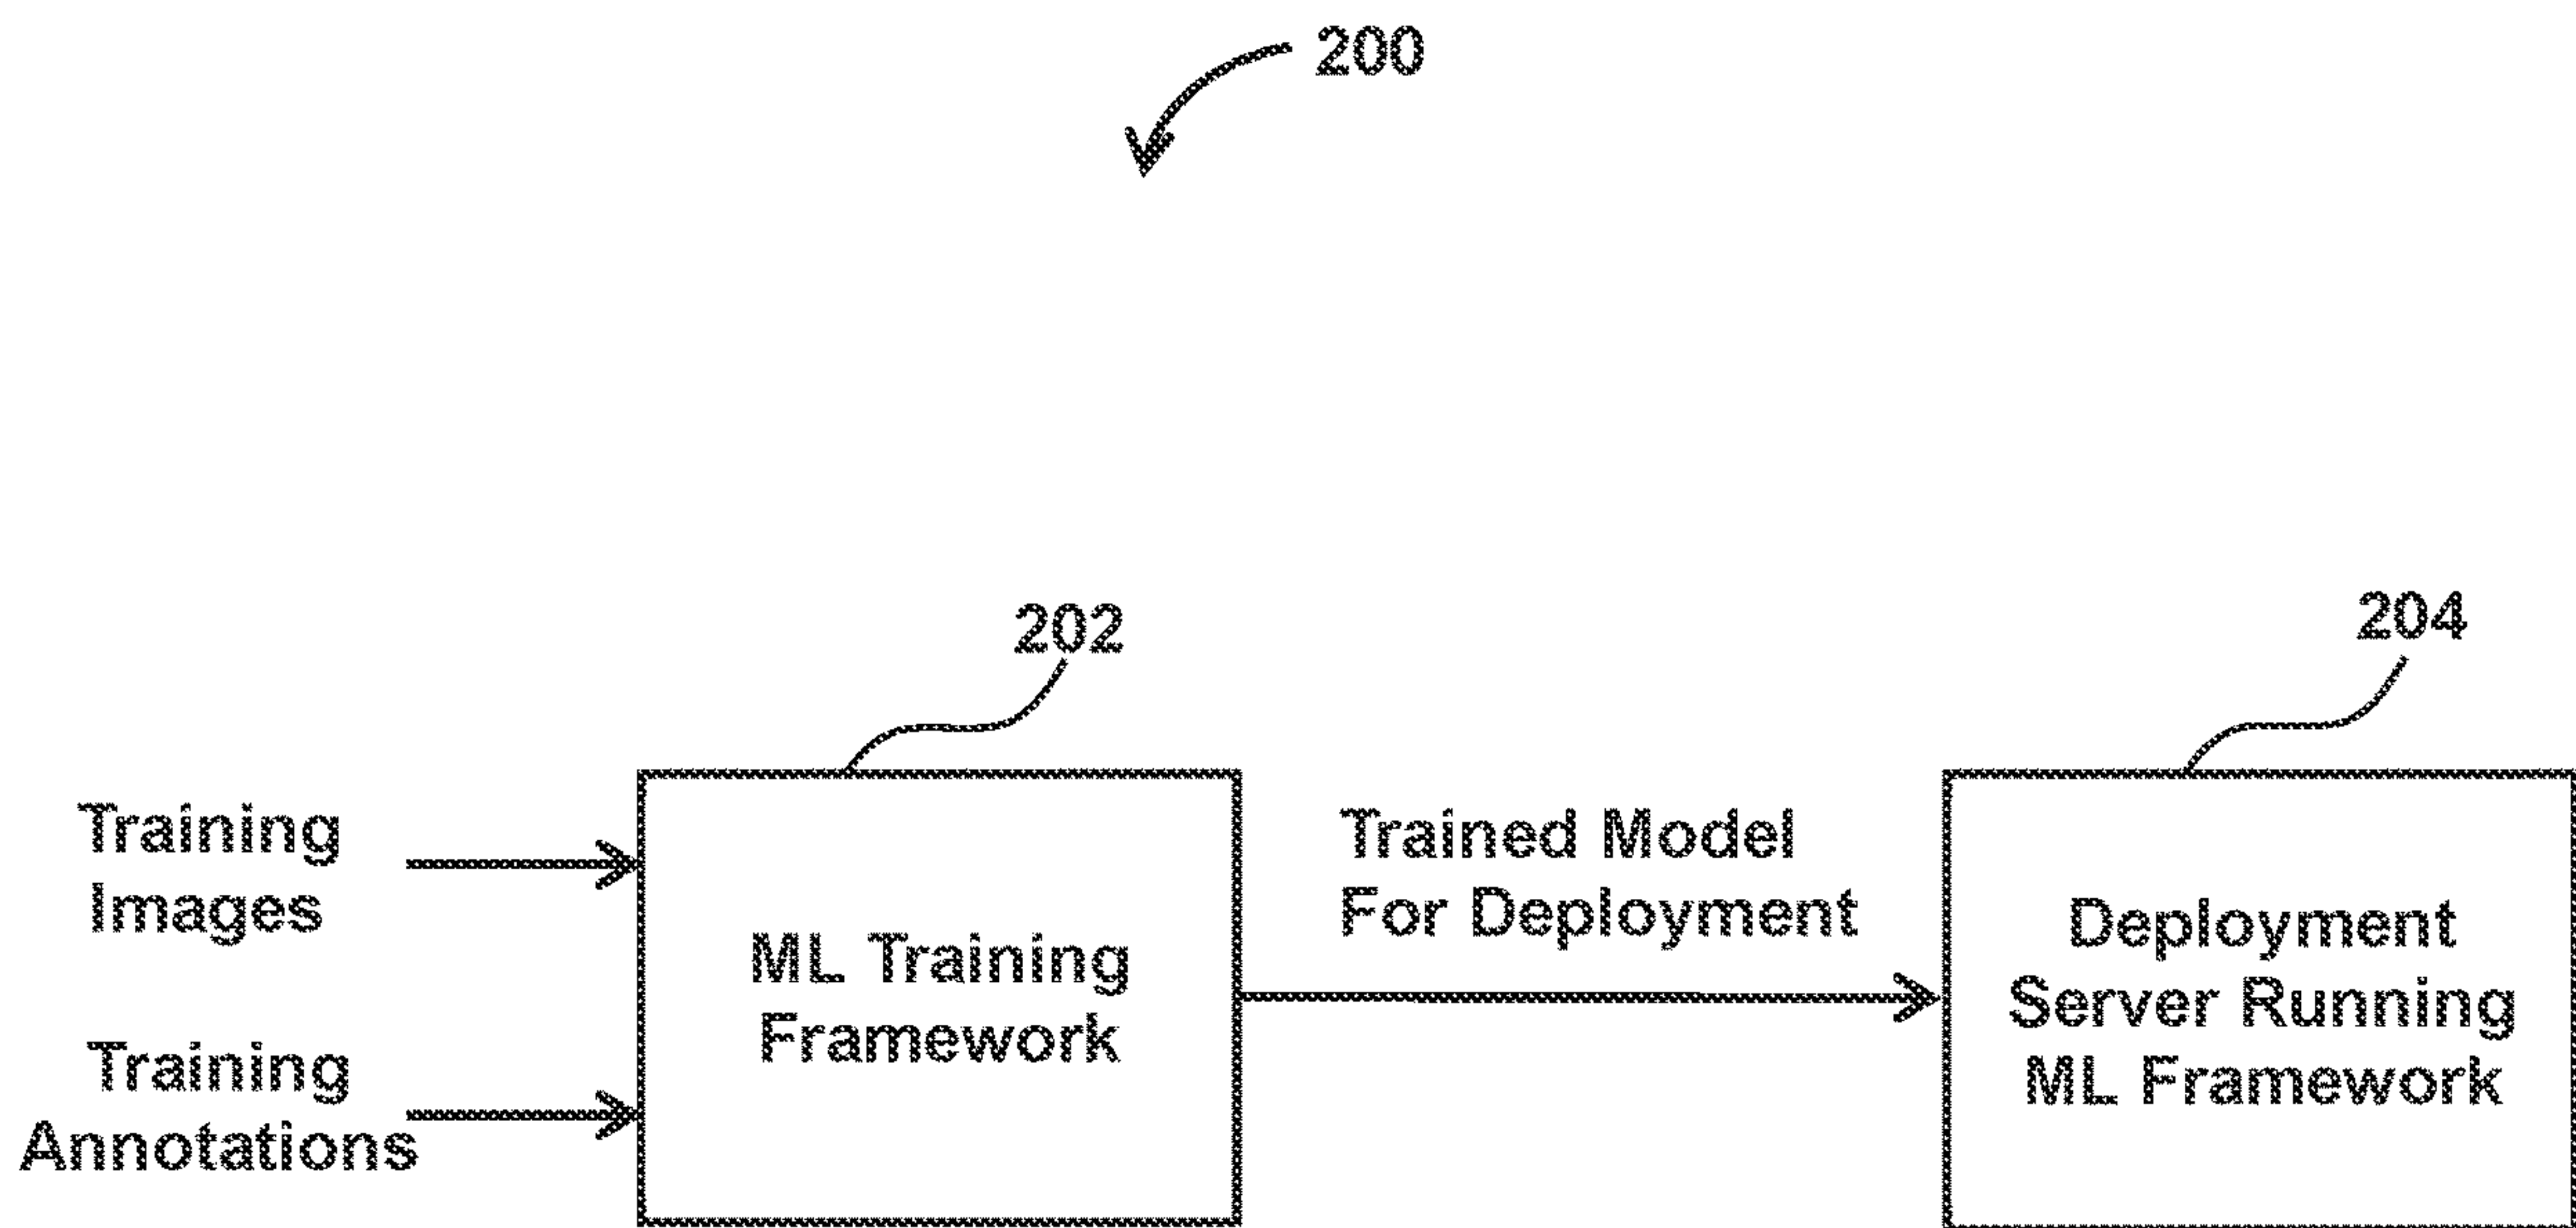 200
202
204
Training
Images
Training
Annotations
ML Training
Framework
Trained Model
For Deployment
Deployment
Server Running
ML Framework